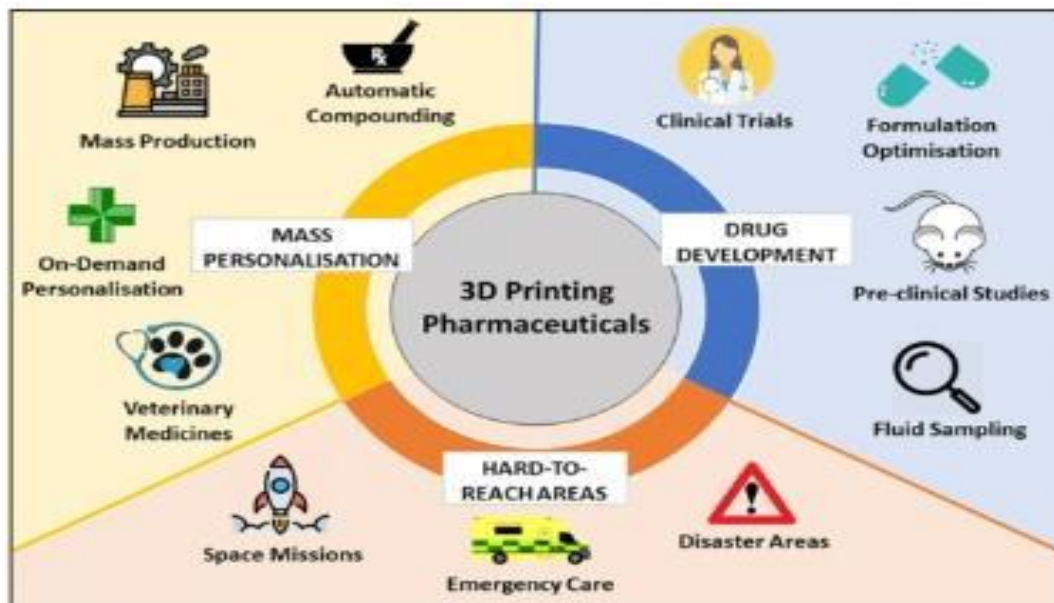 Mass Production
Automatic
Compounding
On-Demand
Personalisation
Veterinary
Medicines
MASS
PERSONALISATION
3D Printing
Pharmaceuticals
DRUG
DEVELOPMENT
Clinical Trials
Formulation
Optimisation
Pre-clinical Studies
Fluid Sampling
HARD-TO-
REACH AREAS
Space Missions
Emergency Care
Disaster Areas
Rx